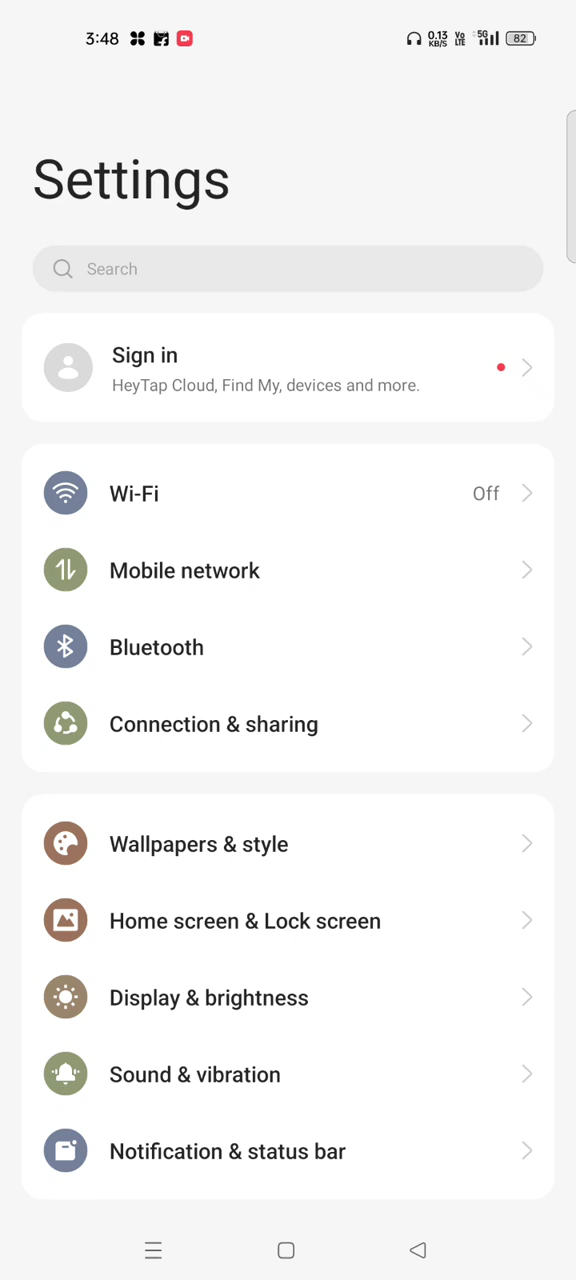 3:48 0.13 KB/S Vo LTE 5G 82
Settings
Search
Sign in
HeyTap Cloud, Find My, devices and more.
Wi-Fi Off
Mobile network
Bluetooth
Connection & sharing
Wallpapers & style
Home screen & Lock screen
Display & brightness
Sound & vibration
Notification & status bar